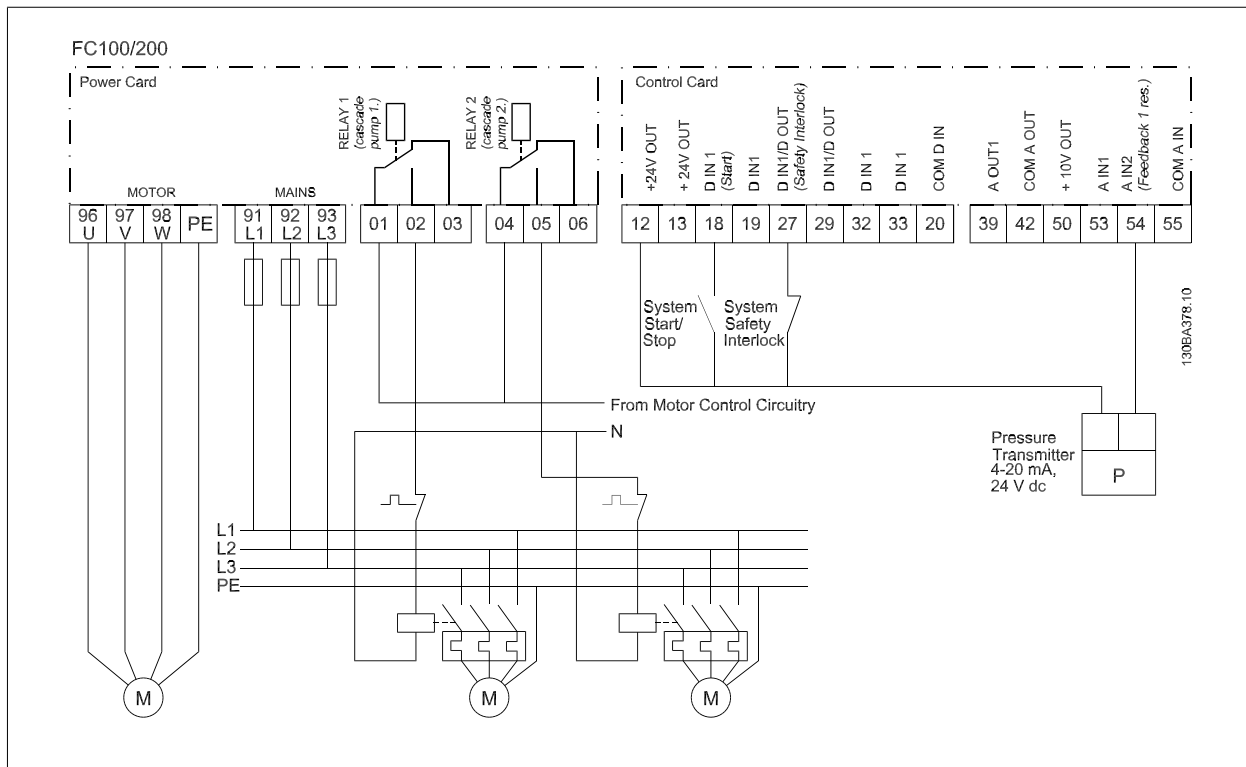 FC100/200
Power Card
Control Card
RELAY 1
(cascade
pump 1.)
RELAY 2
(cascade
pump 2.)
+24V OUT
+ 24V OUT
D IN 1
(Start)
D IN1
D IN1/D OUT
(Safety Interlock)
D IN1/D OUT
D IN 1
D IN 1
COM D IN
A OUT1
COM A OUT
+ 10V OUT
A IN1
A IN2
(Feedback 1 res.)
COM A IN
MOTOR
MAINS
96 97 98 PE
U V W
91 92 93
L1 L2 L3
01 02 03
04 05 06
12 13 18 19 27 29 32 33 20
39 42 50 53 54 55
System
Start/
Stop
System
Safety
Interlock
130BA378.10
From Motor Control Circuitry
N
Pressure
Transmitter
4-20 mA,
24 V dc
P
L1
L2
L3
PE
M
M
M